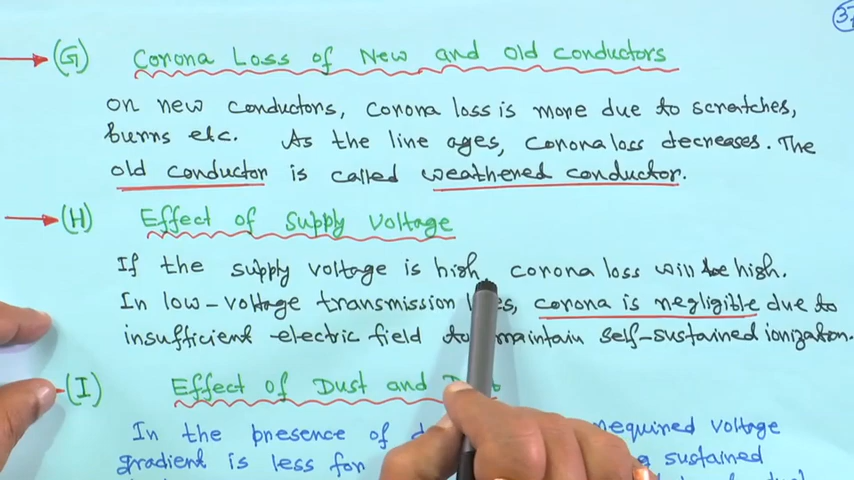 37
(G) Corona Loss of New and Old Conductors
On new conductors, corona loss is more due to scratches,
burns etc. As the line ages, corona loss decreases. The
old conductor is called weathered conductor.
(H) Effect of Supply Voltage
If the supply voltage is high, corona loss will be high.
In low-voltage transmission corona is negligible due to
insufficient electric field to maintain self-sustained ionization.
(I) Effect of Dust and
In the presence of required voltage
gradient is less for sustained